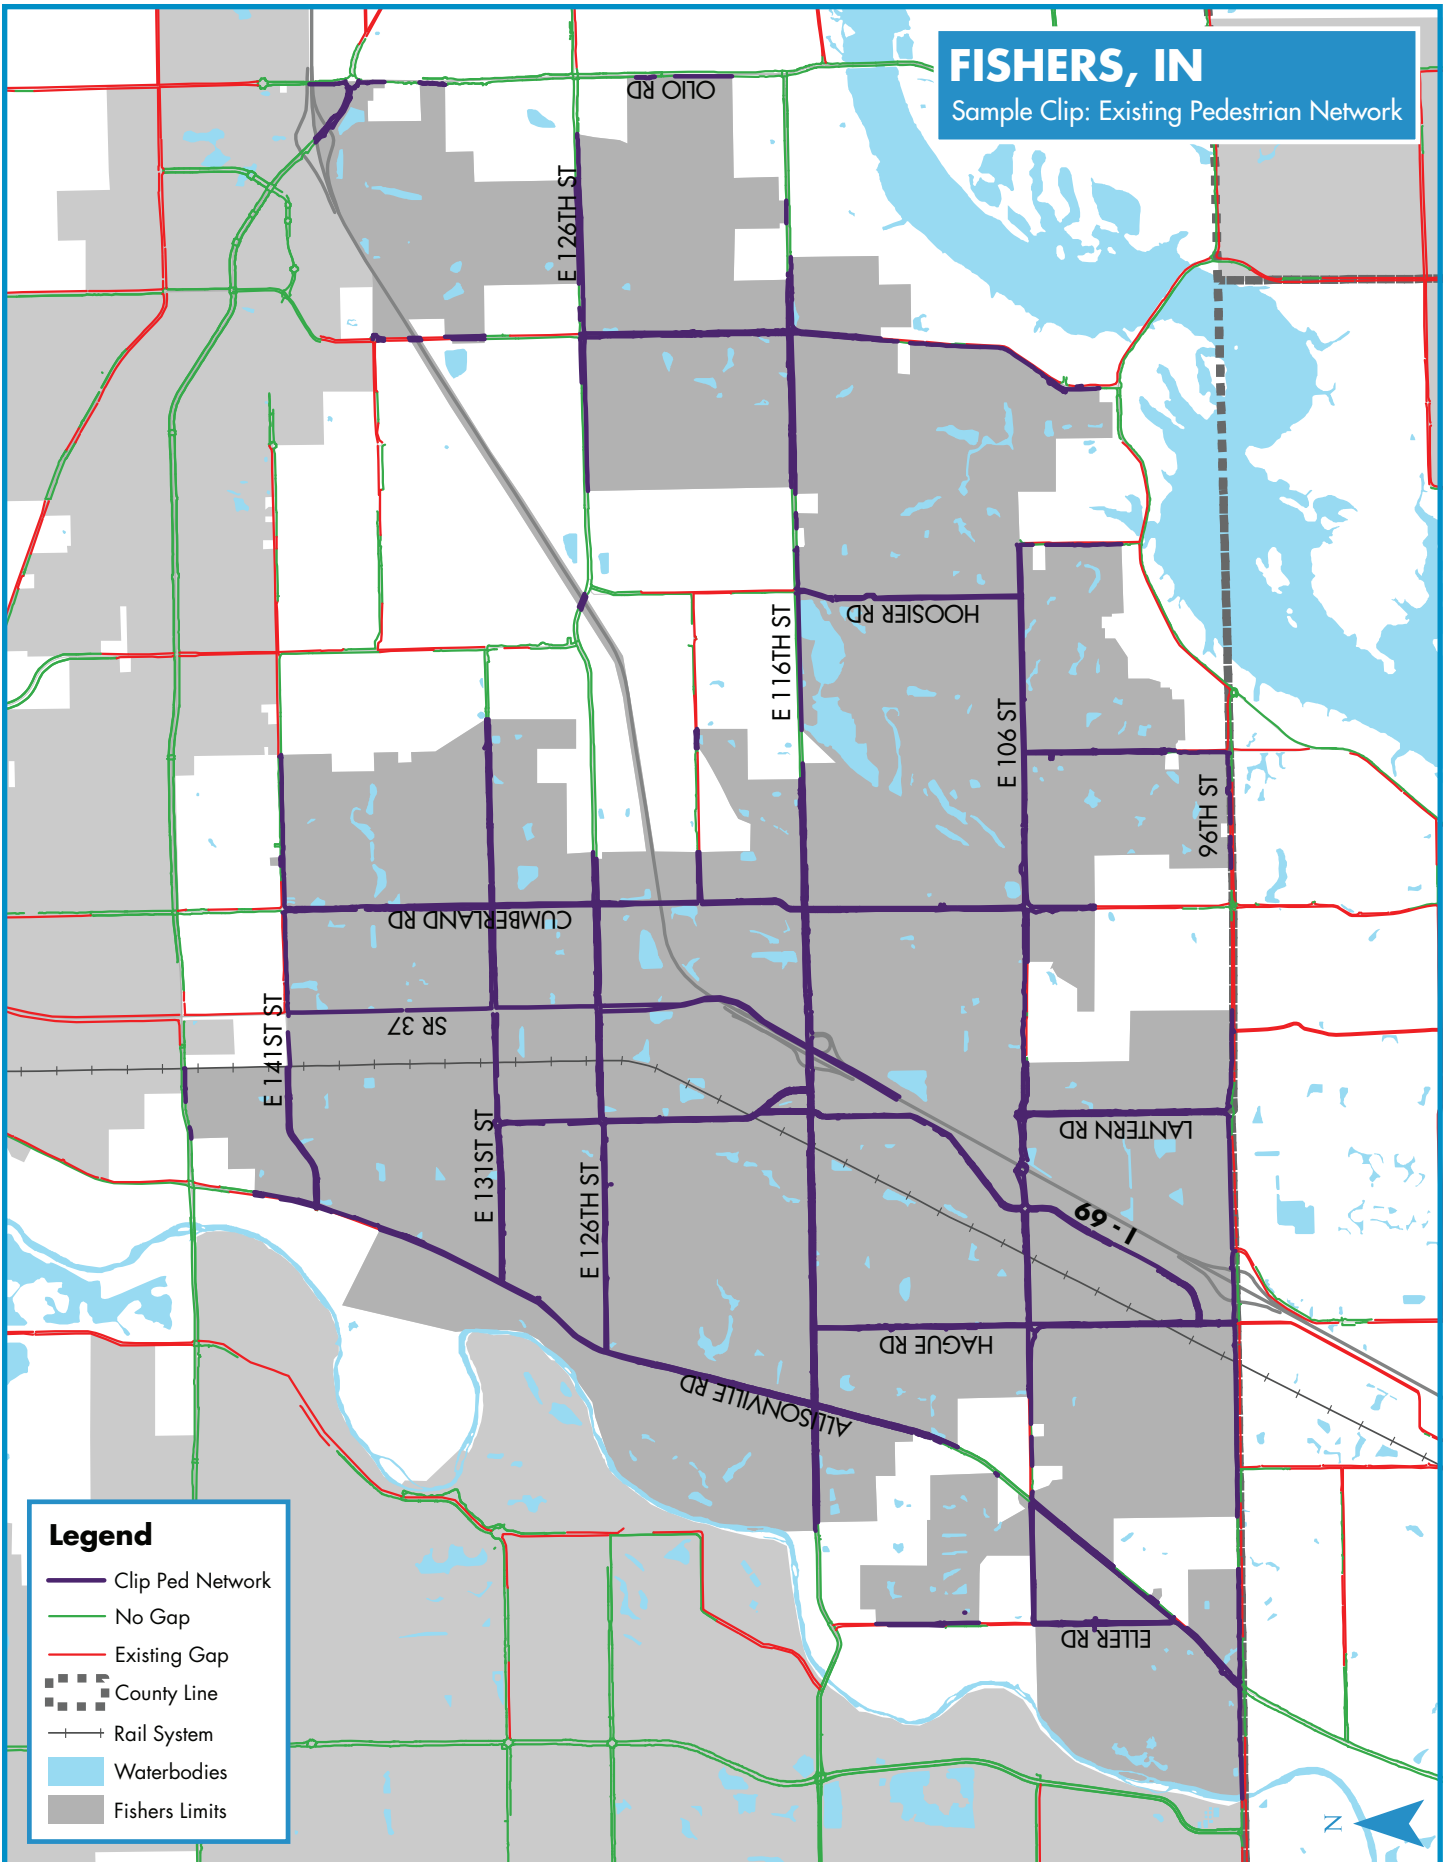 FISHERS, IN
Sample Clip: Existing Pedestrian Network
OLIO RD
E 126TH ST
HOOSIER RD
E 116TH ST
E 106 ST
96TH ST
CUMBERLAND RD
SR 37
E 141ST ST
E 131ST ST
LANTERN RD
E 126TH ST
I - 69
HAGUE RD
ALLISONVILLE RD
ELLER RD
Legend
Clip Ped Network
No Gap
Existing Gap
County Line
Rail System
Waterbodies
Fishers Limits
N